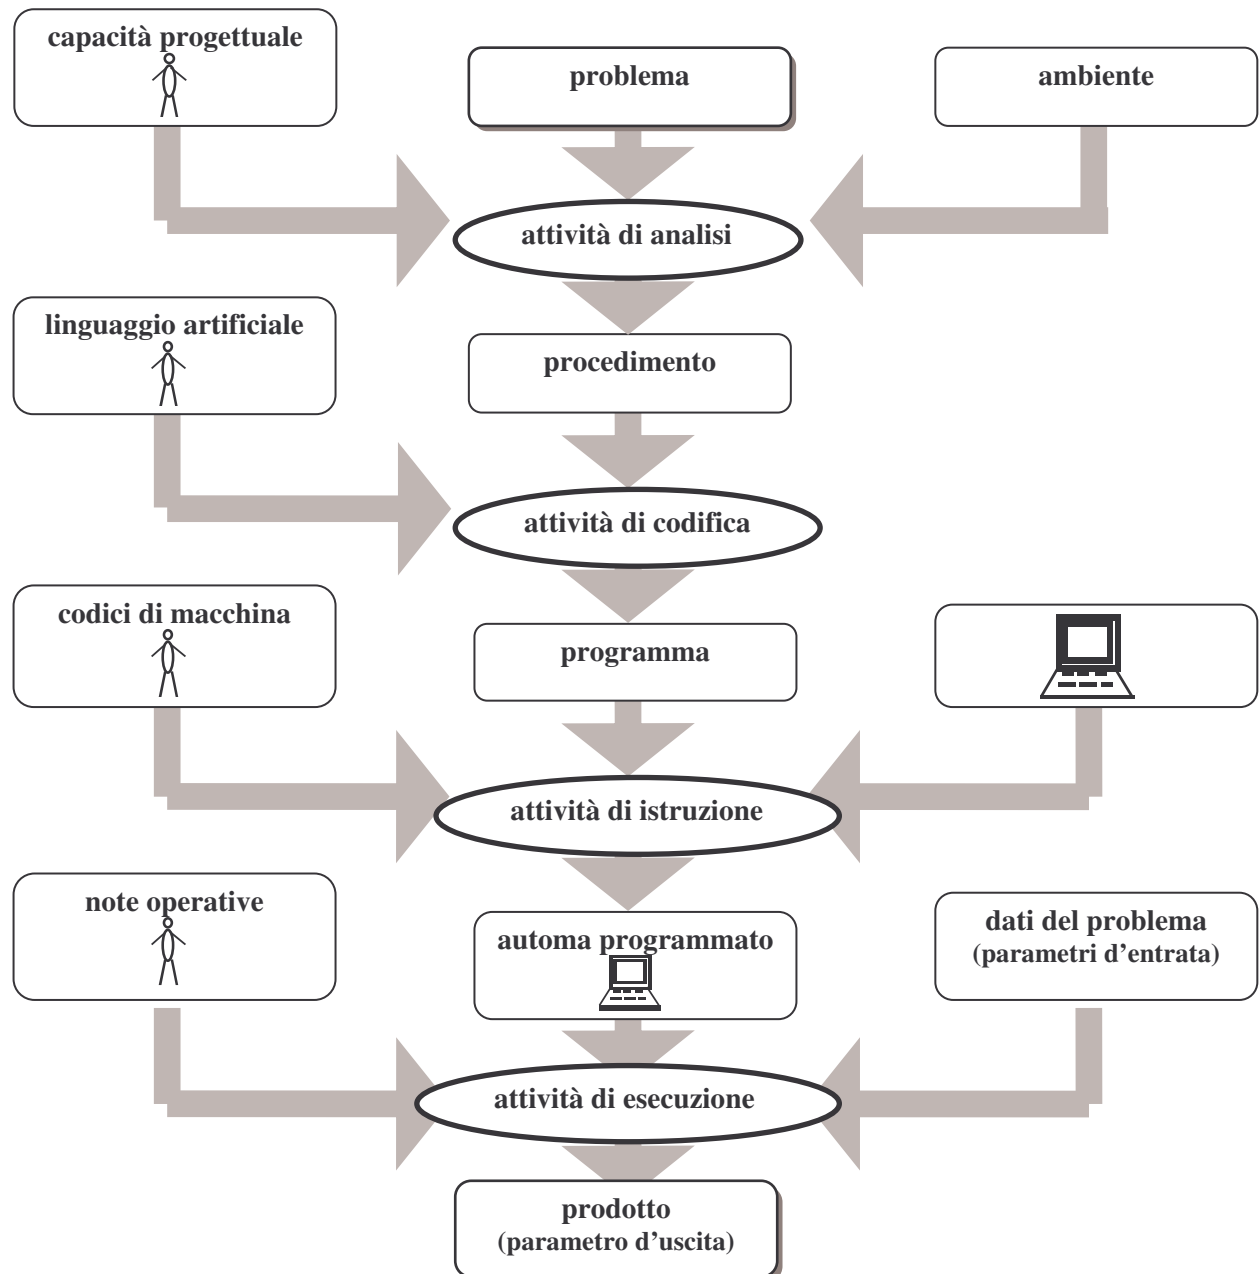 capacità progettuale
problema
ambiente
attività di analisi
linguaggio artificiale
procedimento
attività di codifica
codici di macchina
programma
attività di istruzione
note operative
automa programmato
dati del problema
(parametri d'entrata)
attività di esecuzione
prodotto
(parametro d'uscita)